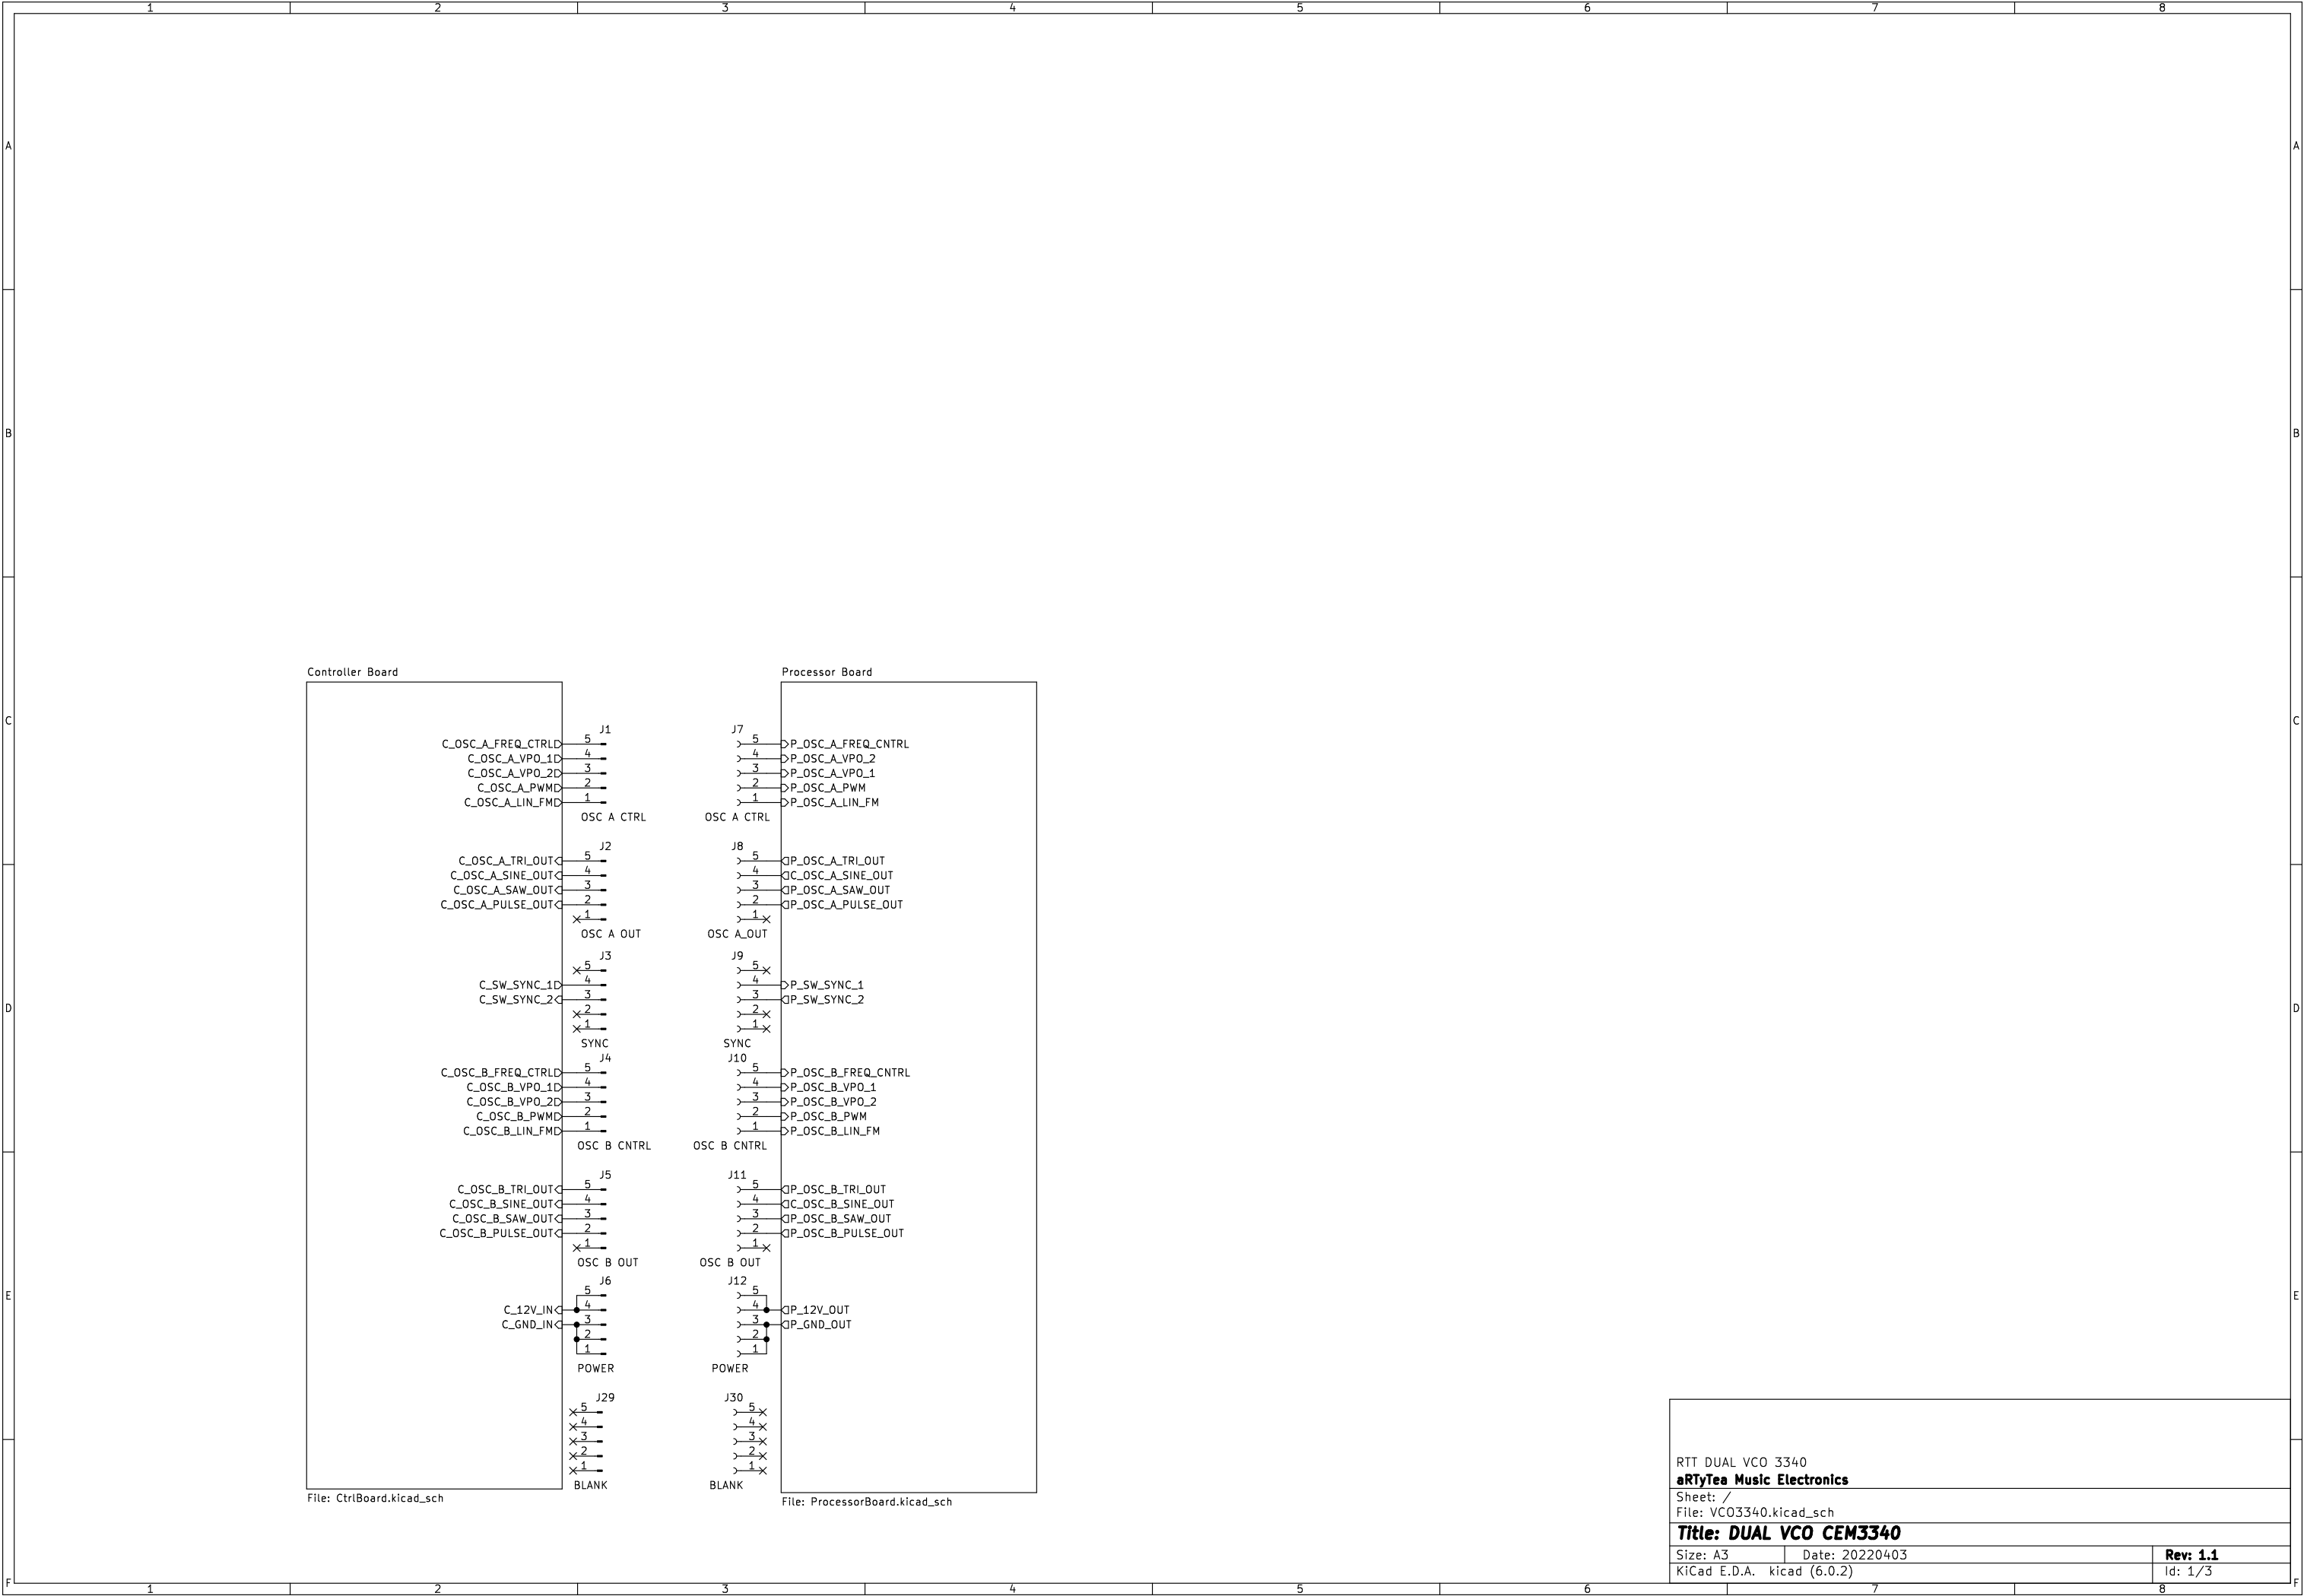 1 2 3 4 5 6 7 8
A A
B B
C C
D D
E E
F F
Controller Board
C_OSC_A_FREQ_CTRL 5 J1
C_OSC_A_VPO_1 4
C_OSC_A_VPO_2 3
C_OSC_A_PWM 2
C_OSC_A_LIN_FM 1
OSC A CTRL
J2
C_OSC_A_TRI_OUT 5
C_OSC_A_SINE_OUT 4
C_OSC_A_SAW_OUT 3
C_OSC_A_PULSE_OUT 2
1
OSC A OUT
J3
5
C_SW_SYNC_1 4
C_SW_SYNC_2 3
2
1
SYNC
J4
C_OSC_B_FREQ_CTRL 5
C_OSC_B_VPO_1 4
C_OSC_B_VPO_2 3
C_OSC_B_PWM 2
C_OSC_B_LIN_FM 1
OSC B CNTRL
J5
C_OSC_B_TRI_OUT 5
C_OSC_B_SINE_OUT 4
C_OSC_B_SAW_OUT 3
C_OSC_B_PULSE_OUT 2
1
OSC B OUT
J6
5
C_12V_IN 4
C_GND_IN 3
2
1
POWER
J29
5
4
3
2
1
BLANK
File: CtrlBoard.kicad_sch
Processor Board
J7
5 P_OSC_A_FREQ_CNTRL
4 P_OSC_A_VPO_2
3 P_OSC_A_VPO_1
2 P_OSC_A_PWM
1 P_OSC_A_LIN_FM
OSC A CTRL
J8
5 P_OSC_A_TRI_OUT
4 C_OSC_A_SINE_OUT
3 P_OSC_A_SAW_OUT
2 P_OSC_A_PULSE_OUT
1
OSC A_OUT
J9
5
4 P_SW_SYNC_1
3 P_SW_SYNC_2
2
1
SYNC
J10
5 P_OSC_B_FREQ_CNTRL
4 P_OSC_B_VPO_1
3 P_OSC_B_VPO_2
2 P_OSC_B_PWM
1 P_OSC_B_LIN_FM
OSC B CNTRL
J11
5 P_OSC_B_TRI_OUT
4 C_OSC_B_SINE_OUT
3 P_OSC_B_SAW_OUT
2 P_OSC_B_PULSE_OUT
1
OSC B OUT
J12
5
4 P_12V_OUT
3 P_GND_OUT
2
1
POWER
J30
5
4
3
2
1
BLANK
File: ProcessorBoard.kicad_sch
RTT DUAL VCO 3340
aRTyTea Music Electronics
Sheet: /
File: VCO3340.kicad_sch
Title: DUAL VCO CEM3340
Size: A3 Date: 20220403 Rev: 1.1
KiCad E.D.A. kicad (6.0.2) Id: 1/3
1 2 3 4 5 6 7 8